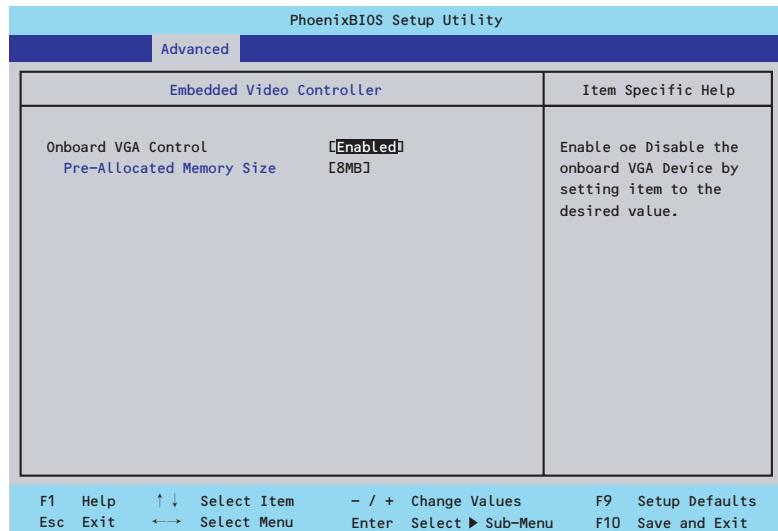 PhoenixBIOS Setup Utility
Advanced
Embedded Video Controller
Item Specific Help
Onboard VGA Control [Enabled]
Pre-Allocated Memory Size [8MB]
Enable oe Disable the
onboard VGA Device by
setting item to the
desired value.
F1 Help ↑↓ Select Item - / + Change Values F9 Setup Defaults
Esc Exit ←→ Select Menu Enter Select ▶ Sub-Menu F10 Save and Exit